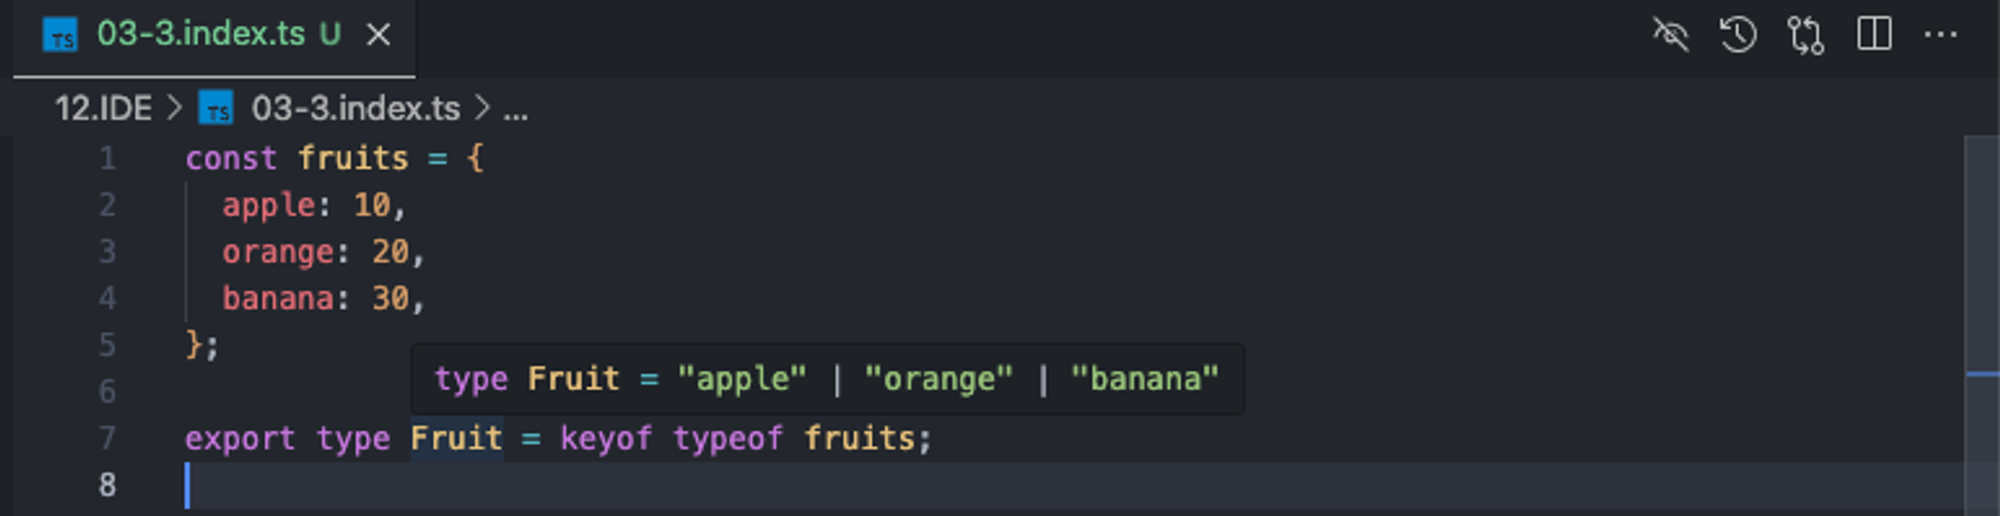 TS 03-3.index.ts U
12.IDE > TS 03-3.index.ts > ...
1 const fruits = {
2 apple: 10,
3 orange: 20,
4 banana: 30,
5 };
type Fruit = "apple" | "orange" | "banana"
6
7 export type Fruit = keyof typeof fruits;
8